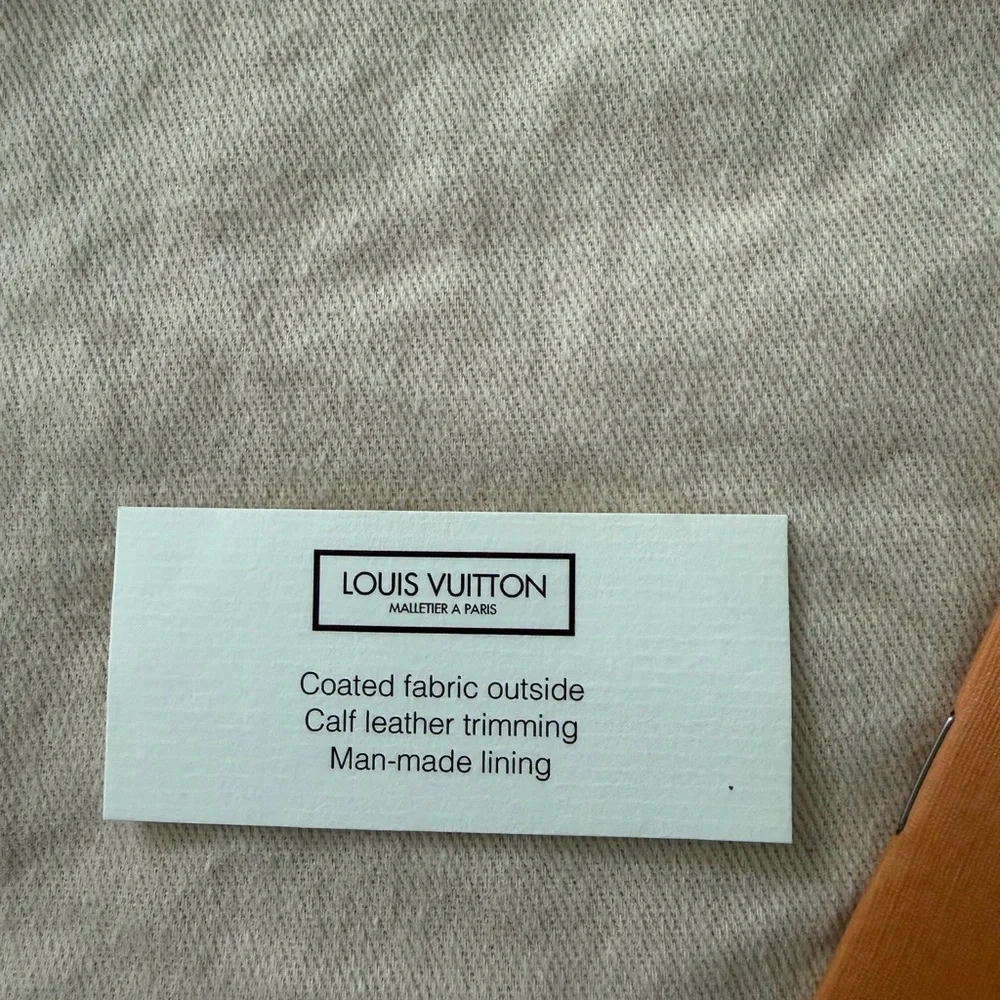 LOUIS VUITTON
MALLETIER A PARIS
Coated fabric outside
Calf leather trimming
Man-made lining